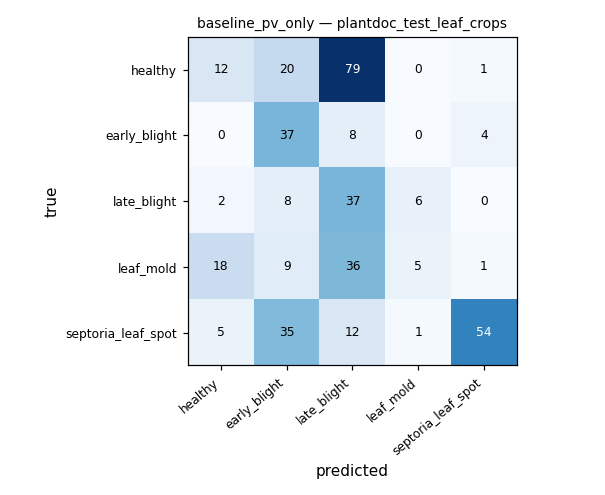 baseline_pv_only — plantdoc_test_leaf_crops
true
healthy 12 20 79 0 1
early_blight 0 37 8 0 4
late_blight 2 8 37 6 0
leaf_mold 18 9 36 5 1
septoria_leaf_spot 5 35 12 1 54
healthy early_blight late_blight leaf_mold septoria_leaf_spot
predicted